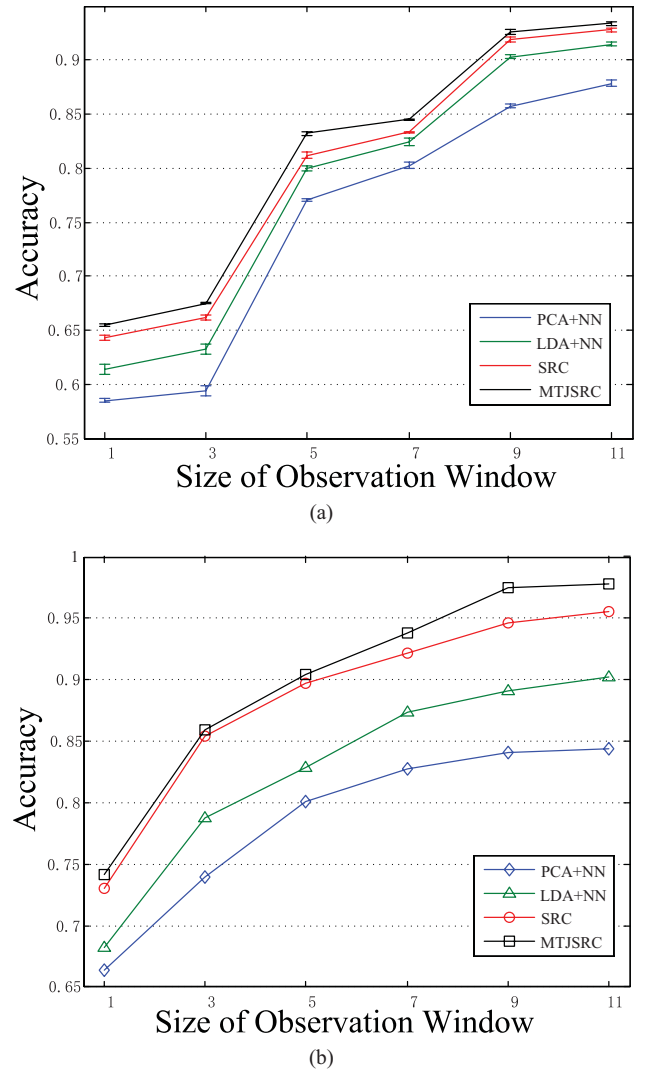 0.9
0.85
0.8
0.7
0.65
0.6
0.55
Accuracy
1 3 5 7 9 11
Size of Observation Window
PCA+NN
LDA+NN
SRC
MTJSRC
(a)
1
0.95
0.9
0.85
0.8
0.75
0.7
0.65
Accuracy
1 3 5 7 9 11
Size of Observation Window
PCA+NN
LDA+NN
SRC
MTJSRC
(b)